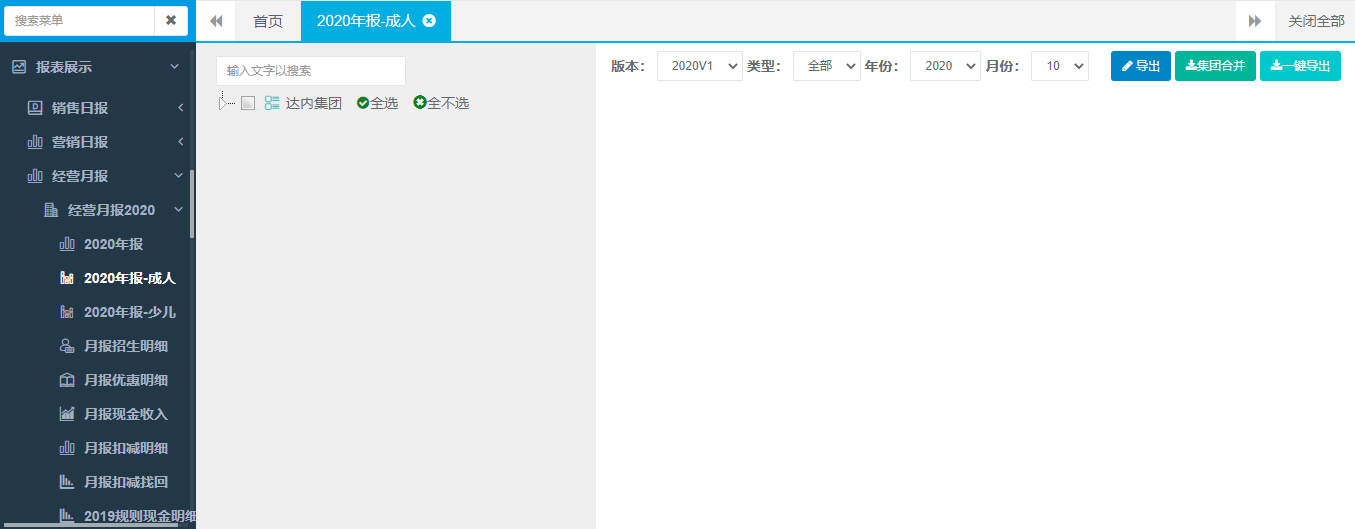 搜索菜单
首页
2020年报-成人
关闭全部
报表展示
销售日报
营销日报
经营月报
经营月报2020
2020年报
2020年报-成人
2020年报-少儿
月报招生明细
月报优惠明细
月报现金收入
月报扣减明细
月报扣减找回
2019规则现金明细
输入文字以搜索
达内集团 全选 全不选
版本: 2020V1 类型: 全部 年份: 2020 月份: 10 导出 集团合并 一键导出